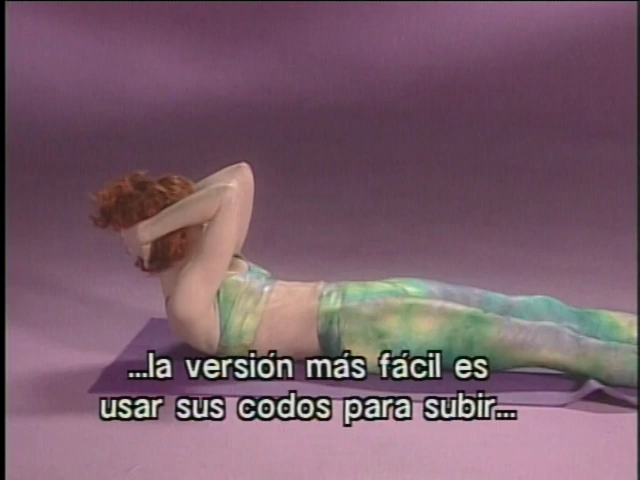 ...la versión más fácil es
usar sus codos para subir...